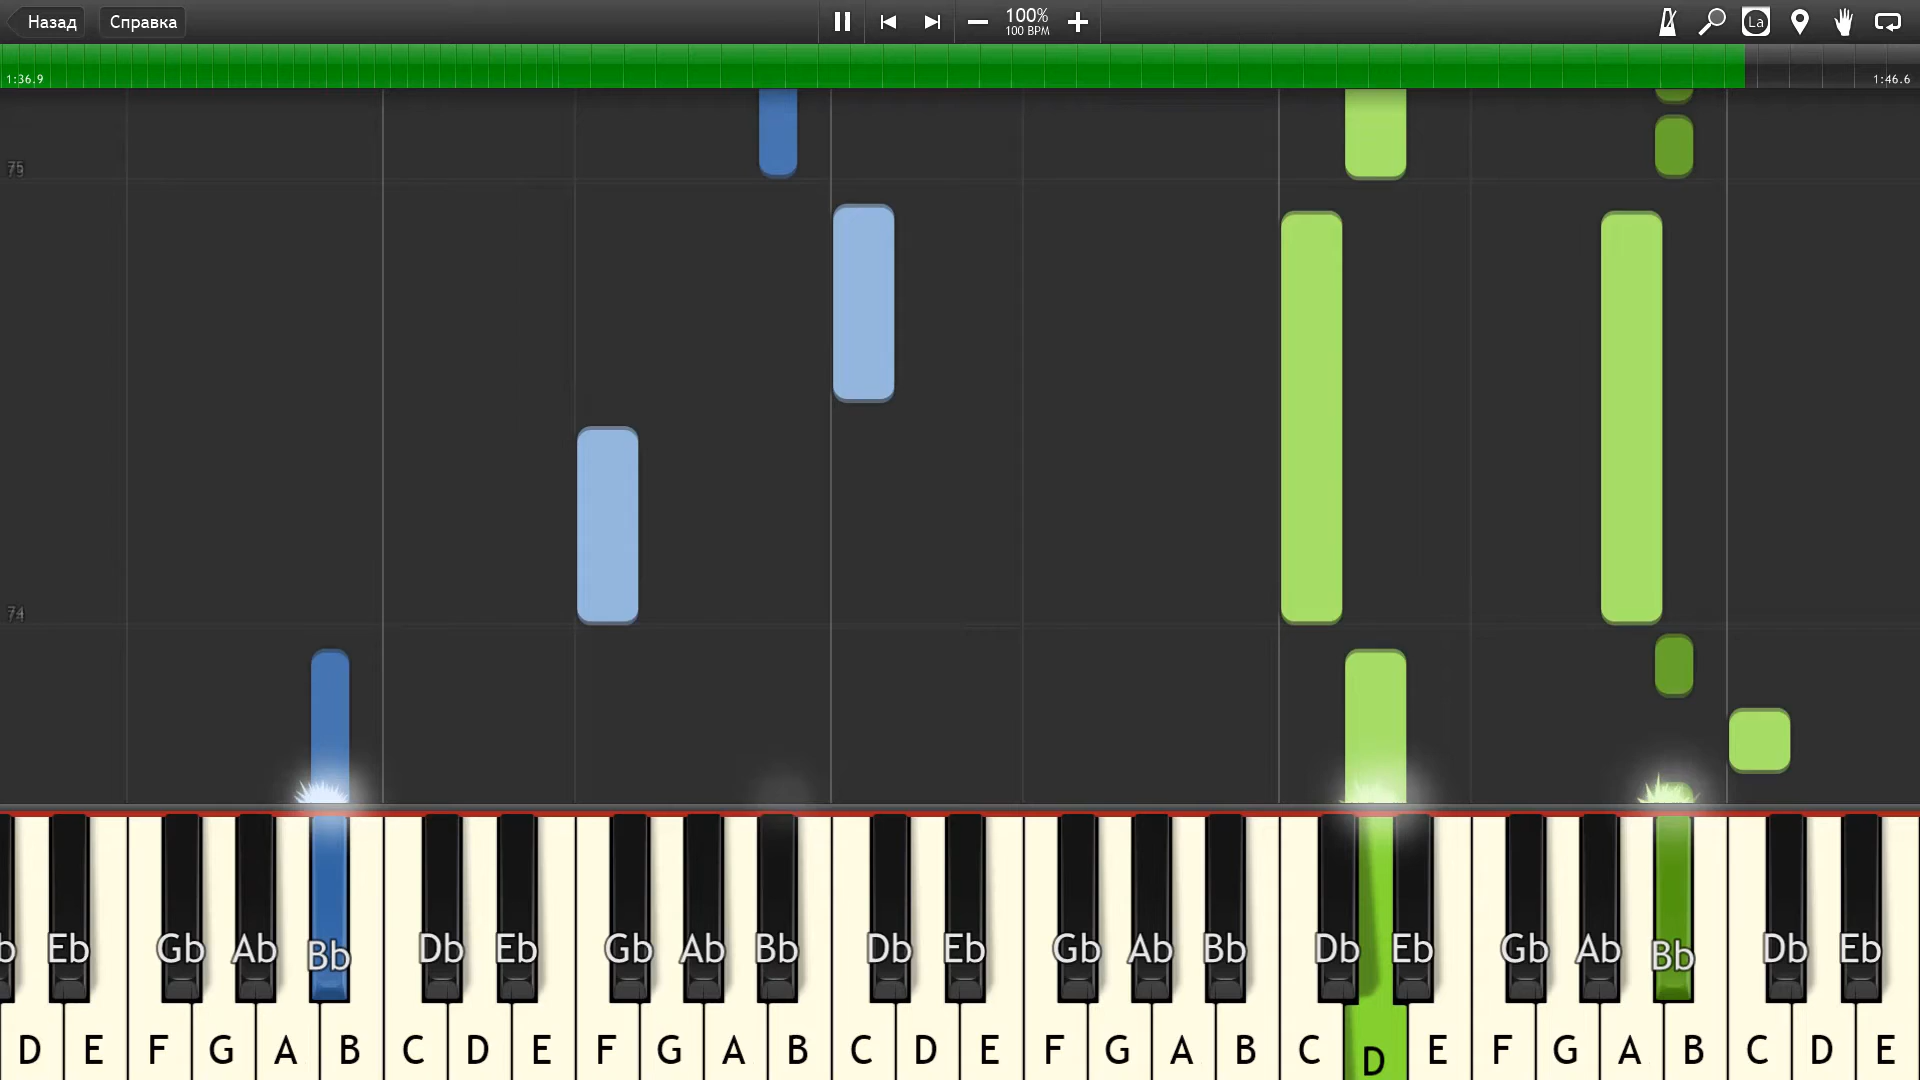 Назад Справка 100% La
100 BPM
1:36.9 1:46.6
75
74
b Eb Gb Ab Bb Db Eb Gb Ab Bb Db Eb Gb Ab Bb Db Eb Gb Ab Bb Db Eb
D E F G A B C D E F G A B C D E F G A B C D E F G A B C D E